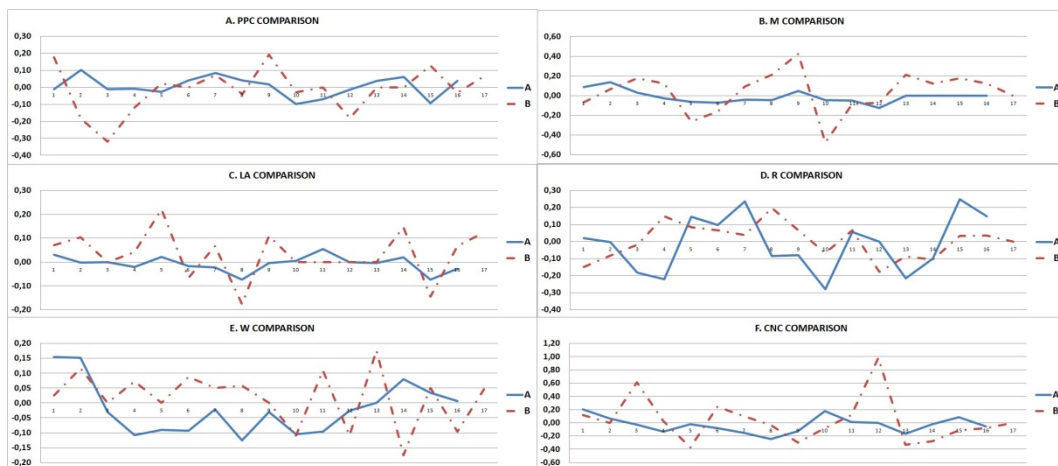 A. PPC COMPARISON
0,30
0,20
0,10
0,00
-0,10
-0,20
-0,30
-0,40
1 2 3 4 5 6 7 8 9 10 11 12 13 14 15 16 17
A
B
B. M COMPARISON
0,60
0,40
0,20
0,00
-0,20
-0,40
-0,60
1 2 3 4 5 6 7 8 9 10 11 12 13 14 15 16 17
A
B
C. LA COMPARISON
0,30
0,20
0,10
0,00
-0,10
-0,20
1 2 3 4 5 6 7 8 9 10 11 12 13 14 15 16 17
A
B
D. R COMPARISON
0,30
0,20
0,10
0,00
-0,10
-0,20
-0,30
-0,40
1 2 3 4 5 6 7 8 9 10 11 12 13 14 15 16 17
A
B
E. W COMPARISON
0,20
0,15
0,10
0,05
0,00
-0,05
-0,10
-0,15
-0,20
1 2 3 4 5 6 7 8 9 10 11 12 13 14 15 16 17
A
B
F. CNC COMPARISON
1,20
1,00
0,80
0,60
0,40
0,20
0,00
-0,20
-0,40
-0,60
1 2 3 4 5 6 7 8 9 10 11 12 13 14 15 16 17
A
B